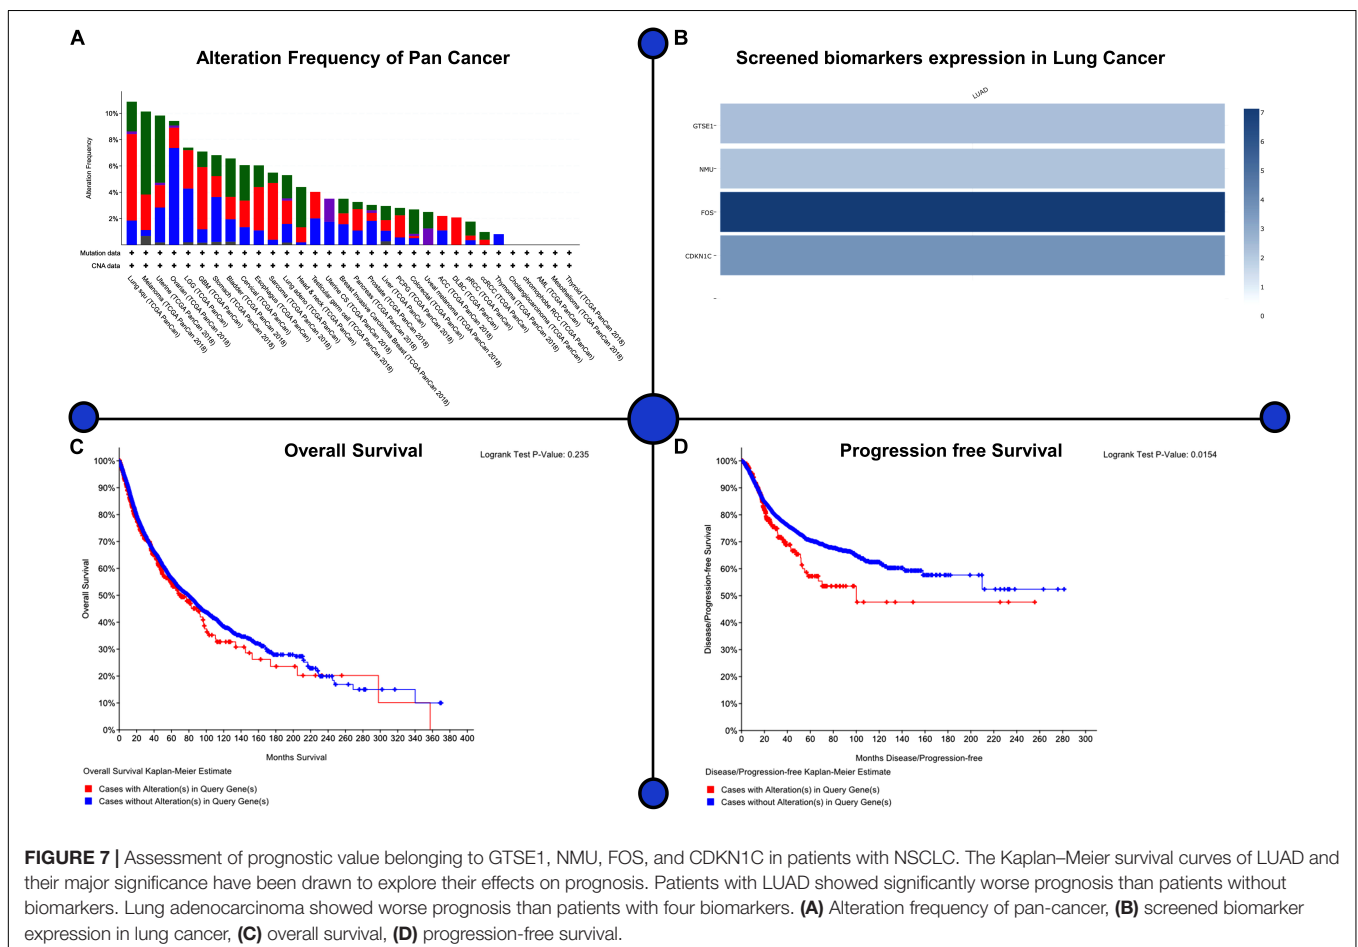 A
Alteration Frequency of Pan Cancer
Alteration Frequency
10%
8%
6%
4%
2%
Mutation data
CNA data
Lung squ (TCGA PanCan)
Melanoma (TCGA PanCan 2018)
Uterine (TCGA PanCan 2018)
Ovarian (TCGA PanCan 2018)
LGG (TCGA PanCan)
GBM (TCGA PanCan)
Stomach (TCGA PanCan 2018)
Bladder (TCGA PanCan 2018)
Cervical (TCGA PanCan)
Esophagus (TCGA PanCan)
Sarcoma (TCGA PanCan 2018)
Lung adeno (TCGA PanCan)
Head & neck (TCGA PanCan)
Testicular germ cell (TCGA PanCan 2018)
Uterine CS (TCGA PanCan 2018)
Breast Invasive Carcinoma Breast (TCGA PanCan 2018)
Pancreas (TCGA PanCan 2018)
Prostate (TCGA PanCan 2018)
Liver (TCGA PanCan)
PCPG (TCGA PanCan 2018)
Colorectal (TCGA PanCan)
Uveal melanoma (TCGA PanCan 2018)
ACC (TCGA PanCan 2018)
DLBC (TCGA PanCan)
pRCC (TCGA PanCan)
ccRCC (TCGA PanCan)
Thymoma (TCGA PanCan 2018)
Cholangiocarcinoma (TCGA PanCan)
chromophobe RCC (TCGA PanCan)
AML (TCGA PanCan)
Mesothelioma (TCGA PanCan 2018)
Thyroid (TCGA PanCan 2018)
B
Screened biomarkers expression in Lung Cancer
LUAD
GTSE1
NMU
FOS
CDKN1C
7
6
5
4
3
2
1
0
C
Overall Survival
Logrank Test P-Value: 0.235
Overall Survival
100%
90%
80%
70%
60%
50%
40%
30%
20%
10%
0%
0 20 40 60 80 100 120 140 160 180 200 220 240 260 280 300 320 340 360 380 400
Months Survival
Overall Survival Kaplan-Meier Estimate
Cases with Alteration(s) in Query Gene(s)
Cases without Alteration(s) in Query Gene(s)
D
Progression free Survival
Logrank Test P-Value: 0.0154
Disease/Progression-free Survival
100%
90%
80%
70%
60%
50%
40%
30%
20%
10%
0%
0 20 40 60 80 100 120 140 160 180 200 220 240 260 280 300
Months Disease/Progression-free
Disease/Progression-free Kaplan-Meier Estimate
Cases with Alteration(s) in Query Gene(s)
Cases without Alteration(s) in Query Gene(s)
FIGURE 7 | Assessment of prognostic value belonging to GTSE1, NMU, FOS, and CDKN1C in patients with NSCLC. The Kaplan–Meier survival curves of LUAD and
their major significance have been drawn to explore their effects on prognosis. Patients with LUAD showed significantly worse prognosis than patients without
biomarkers. Lung adenocarcinoma showed worse prognosis than patients with four biomarkers. (A) Alteration frequency of pan-cancer, (B) screened biomarker
expression in lung cancer, (C) overall survival, (D) progression-free survival.